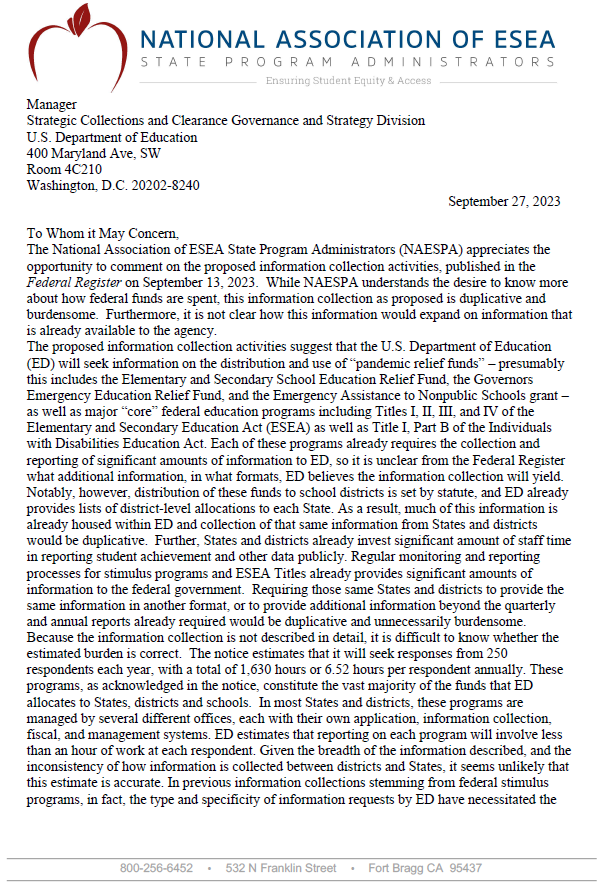 NATIONAL ASSOCIATION OF ESEA
STATE PROGRAM ADMINISTRATORS
Ensuring Student Equity & Access
Manager
Strategic Collections and Clearance Governance and Strategy Division
U.S. Department of Education
400 Maryland Ave, SW
Room 4C210
Washington, D.C. 20202-8240
September 27, 2023
To Whom it May Concern,
The National Association of ESEA State Program Administrators (NAESPA) appreciates the
opportunity to comment on the proposed information collection activities, published in the
Federal Register on September 13, 2023. While NAESPA understands the desire to know more
about how federal funds are spent, this information collection as proposed is duplicative and
burdensome. Furthermore, it is not clear how this information would expand on information that
is already available to the agency.
The proposed information collection activities suggest that the U.S. Department of Education
(ED) will seek information on the distribution and use of “pandemic relief funds” – presumably
this includes the Elementary and Secondary School Education Relief Fund, the Governors
Emergency Education Relief Fund, and the Emergency Assistance to Nonpublic Schools grant –
as well as major “core” federal education programs including Titles I, II, III, and IV of the
Elementary and Secondary Education Act (ESEA) as well as Title I, Part B of the Individuals
with Disabilities Education Act. Each of these programs already requires the collection and
reporting of significant amounts of information to ED, so it is unclear from the Federal Register
what additional information, in what formats, ED believes the information collection will yield.
Notably, however, distribution of these funds to school districts is set by statute, and ED already
provides lists of district-level allocations to each State. As a result, much of this information is
already housed within ED and collection of that same information from States and districts
would be duplicative. Further, States and districts already invest significant amount of staff time
in reporting student achievement and other data publicly. Regular monitoring and reporting
processes for stimulus programs and ESEA Titles already provides significant amounts of
information to the federal government. Requiring those same States and districts to provide the
same information in another format, or to provide additional information beyond the quarterly
and annual reports already required would be duplicative and unnecessarily burdensome.
Because the information collection is not described in detail, it is difficult to know whether the
estimated burden is correct. The notice estimates that it will seek responses from 250
respondents each year, with a total of 1,630 hours or 6.52 hours per respondent annually. These
programs, as acknowledged in the notice, constitute the vast majority of the funds that ED
allocates to States, districts and schools. In most States and districts, these programs are
managed by several different offices, each with their own application, information collection,
fiscal, and management systems. ED estimates that reporting on each program will involve less
than an hour of work at each respondent. Given the breadth of the information described, and the
inconsistency of how information is collected between districts and States, it seems unlikely that
this estimate is accurate. In previous information collections stemming from federal stimulus
programs, in fact, the type and specificity of information requests by ED have necessitated the
800-256-6452 • 532 N Franklin Street • Fort Bragg CA 95437